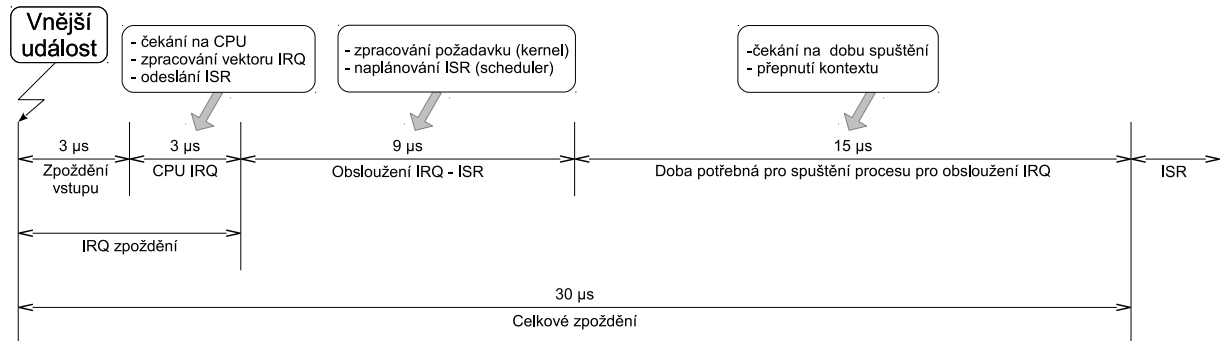 Vnější
událost
- čekání na CPU
- zpracování vektoru IRQ
- odeslání ISR
- zpracování požadavku (kernel)
- naplánování ISR (scheduler)
-čekání na dobu spuštění
- přepnutí kontextu
3 μs
3 μs
9 μs
15 μs
Zpoždění
vstupu
CPU IRQ
Obsloužení IRQ - ISR
Doba potřebná pro spuštění procesu pro obsloužení IRQ
ISR
IRQ zpoždění
30 μs
Celkové zpoždění